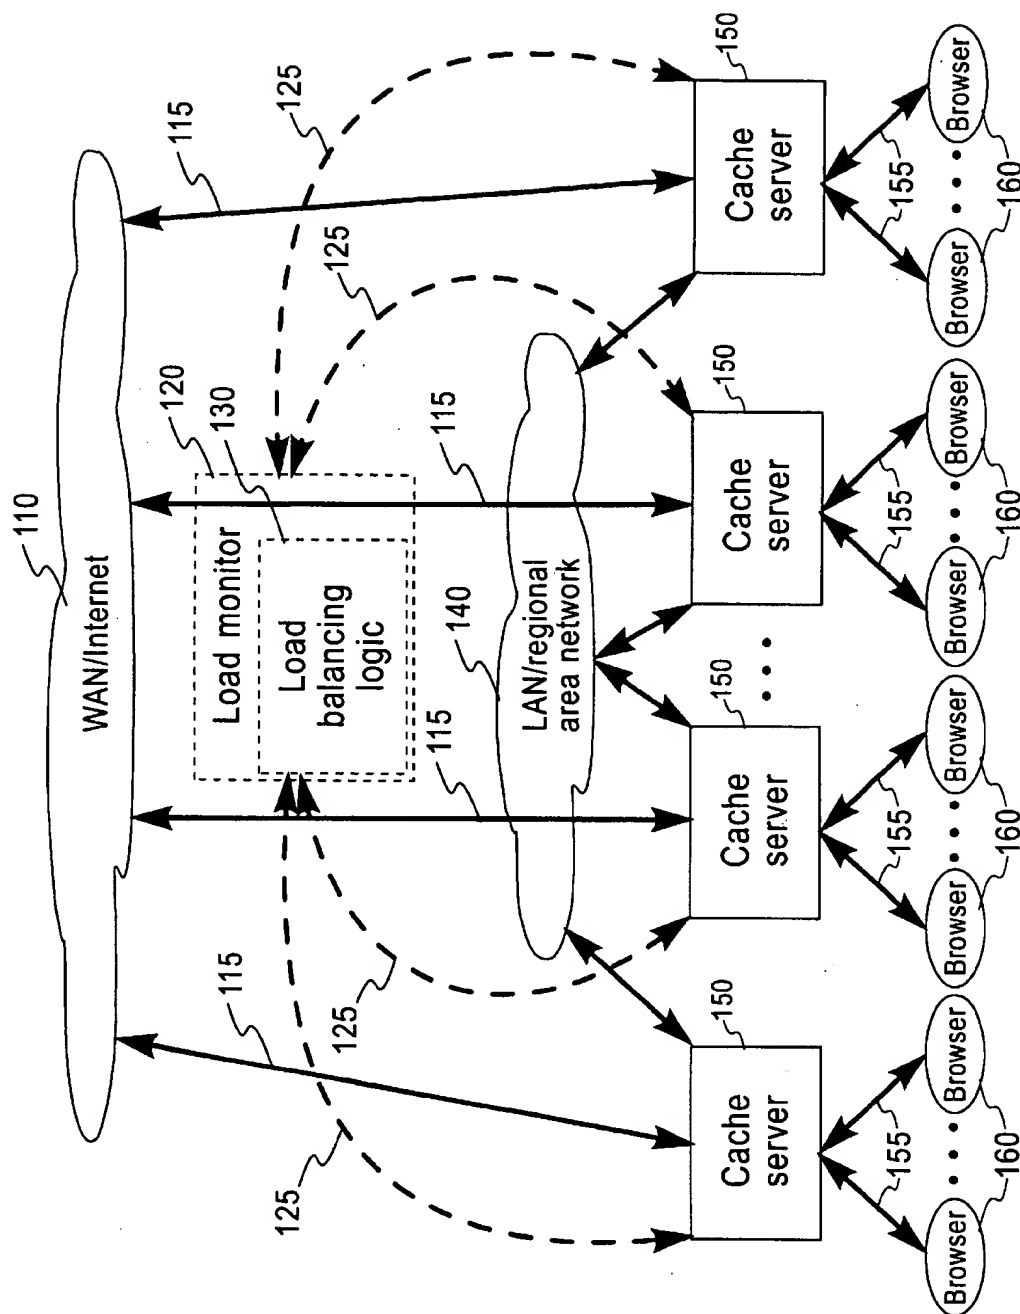 110
WAN/Internet
115
115
120
130
Load monitor
125
125
125
125
Load
balancing
logic
115
115
140
LAN/regional
area network
150
150
150
150
Cache
server
Cache
server
• • • •
Cache
server
Cache
server
155
155
155
155
Browser • • • • Browser
Browser • • • • Browser
Browser • • • • Browser
Browser • • • • Browser
160
160
160
160